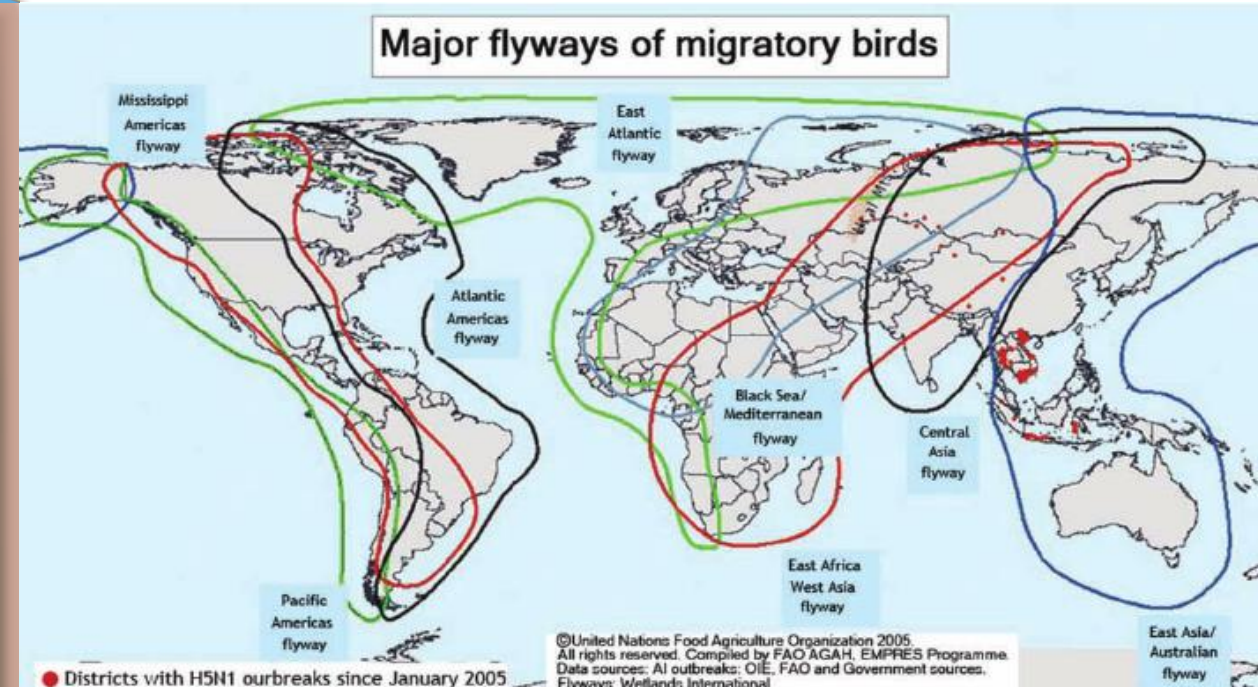 Major flyways of migratory birds
Mississippi
Americas
flyway
East
Atlantic
flyway
Atlantic
Americas
flyway
Black Sea/
Mediterranean
flyway
Central
Asia
flyway
East Africa
West Asia
flyway
Pacific
Americas
flyway
East Asia/
Australian
flyway
©United Nations Food Agriculture Organization 2005.
All rights reserved. Compiled by FAO AGAH, EMPRES Programme.
Data sources: AI outbreaks: OIE, FAO and Government sources.
Flyways: Wetlands International
Districts with H5N1 ourbreaks since January 2005